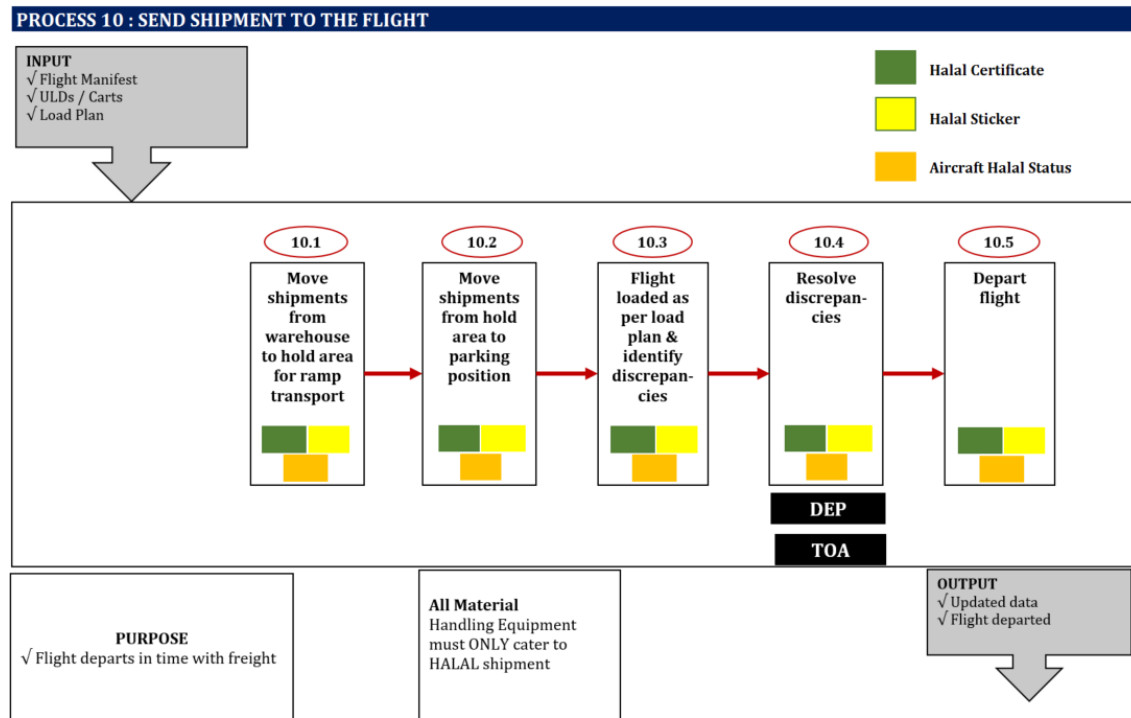 PROCESS 10 : SEND SHIPMENT TO THE FLIGHT
INPUT
√ Flight Manifest
√ ULDs / Carts
√ Load Plan
Halal Certificate
Halal Sticker
Aircraft Halal Status
10.1
Move
shipments
from
warehouse
to hold area
for ramp
transport
10.2
Move
shipments
from hold
area to
parking
position
10.3
Flight
loaded as
per load
plan &
identify
discrepan-
cies
10.4
Resolve
discrepan-
cies
10.5
Depart
flight
DEP
TOA
PURPOSE
√ Flight departs in time with freight
All Material
Handling Equipment
must ONLY cater to
HALAL shipment
OUTPUT
√ Updated data
√ Flight departed